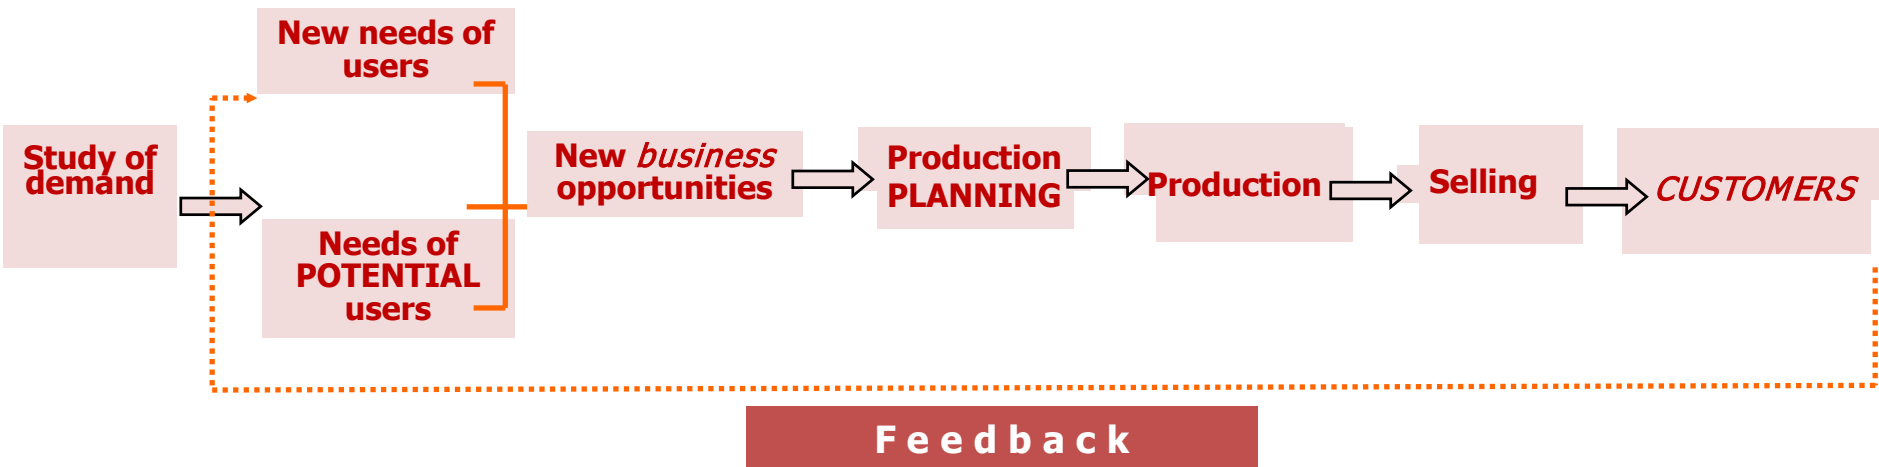 New needs of
users
Study of
demand
Needs of
POTENTIAL
users
New business
opportunities
Production
PLANNING
Production
Selling
CUSTOMERS
Feedback